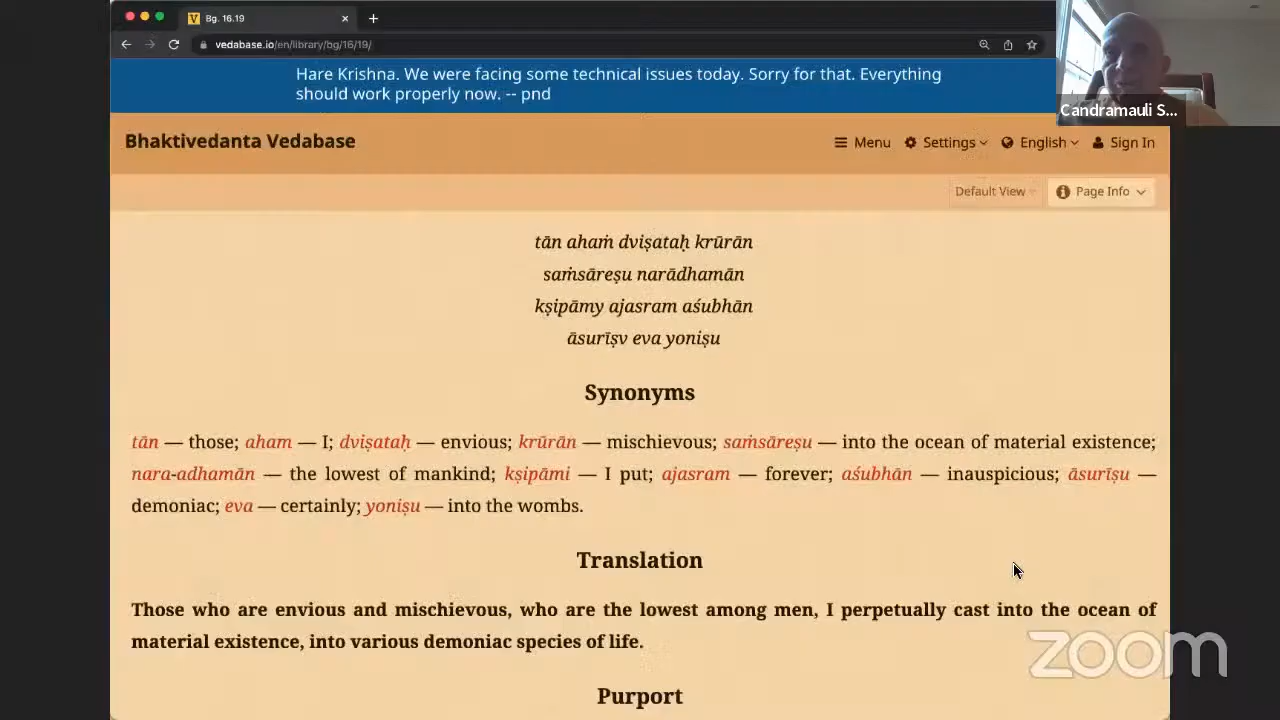 V Bg. 16.19
vedabase.io/en/library/bg/16/19/
Hare Krishna. We were facing some technical issues today. Sorry for that. Everything
should work properly now. -- pnd
Candramauli S...
Bhaktivedanta Vedabase
Menu Settings English Sign In
Default View Page Info
tān ahaṁ dviṣataḥ krūrān
saṁsāreṣu narādhamān
kṣipāmy ajasram aśubhān
āsurīṣv eva yoniṣu
Synonyms
tān — those; aham — I; dviṣataḥ — envious; krūrān — mischievous; saṁsāreṣu — into the ocean of material existence;
nara-adhamān — the lowest of mankind; kṣipāmi — I put; ajasram — forever; aśubhān — inauspicious; āsurīṣu —
demoniac; eva — certainly; yoniṣu — into the wombs.
Translation
Those who are envious and mischievous, who are the lowest among men, I perpetually cast into the ocean of
material existence, into various demoniac species of life.
zoom
Purport